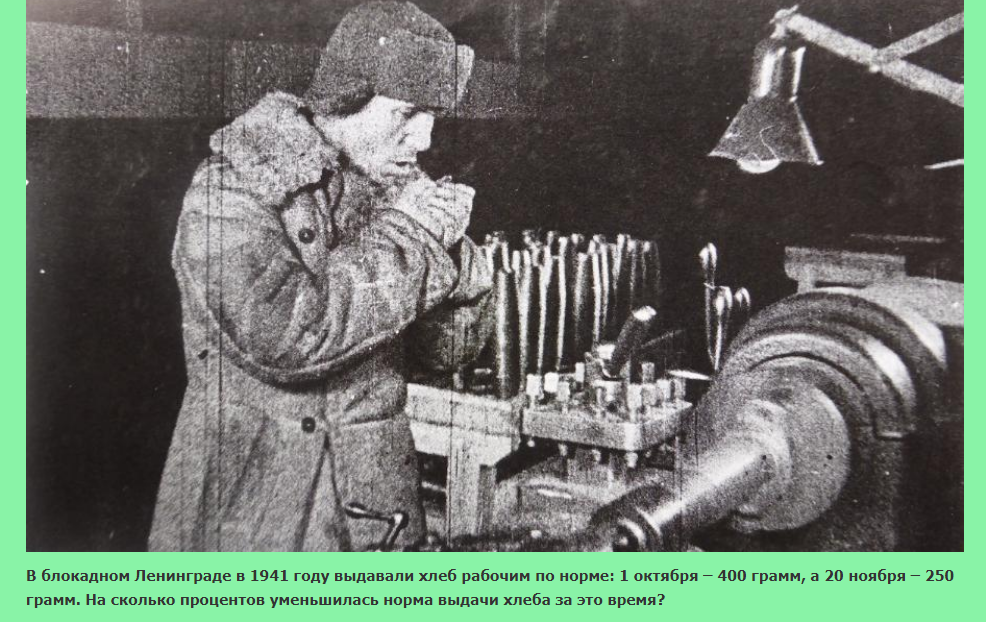 В блокадном Ленинграде в 1941 году выдавали хлеб рабочим по норме: 1 октября – 400 грамм, а 20 ноября – 250
грамм. На сколько процентов уменьшилась норма выдачи хлеба за это время?